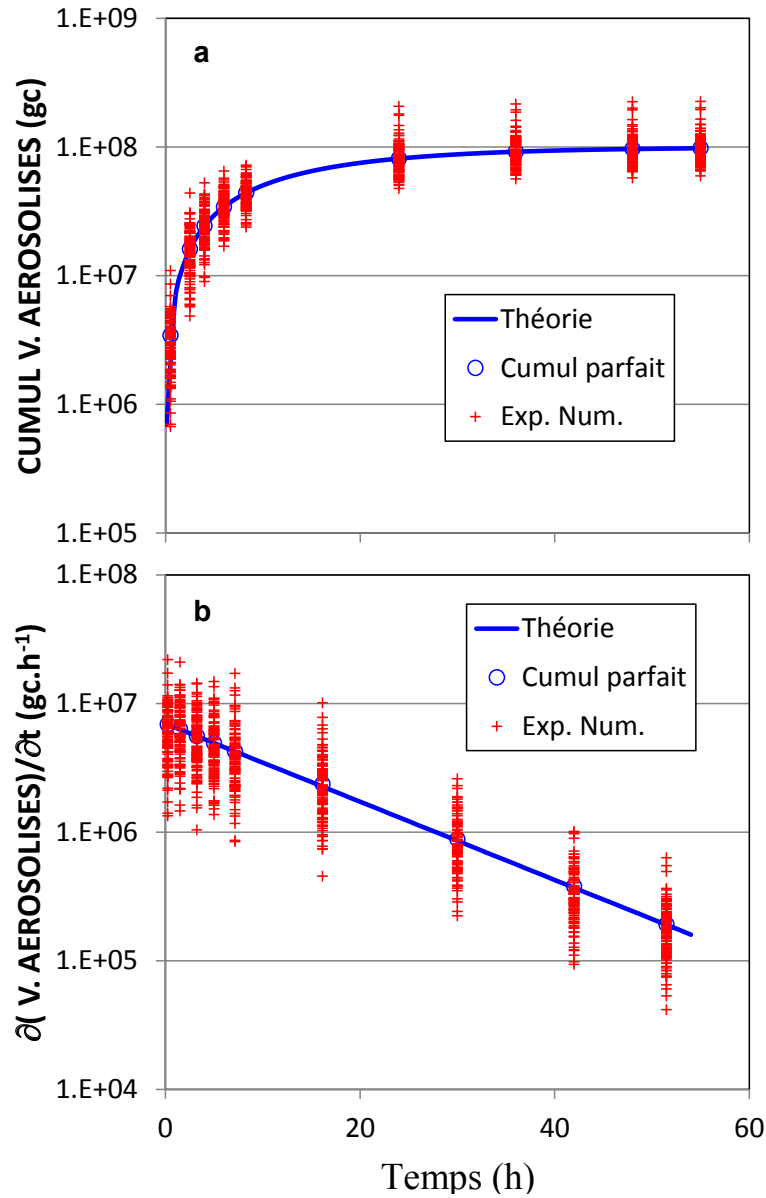 a
CUMUL V. AEROSOLISES (gc)
1.E+09
1.E+08
1.E+07
1.E+06
1.E+05
Théorie
Cumul parfait
Exp. Num.
b
∂( V. AEROSOLISES)/∂t (gc.h-1)
1.E+08
1.E+07
1.E+06
1.E+05
1.E+04
Théorie
Cumul parfait
Exp. Num.
0 20 40 60
Temps (h)